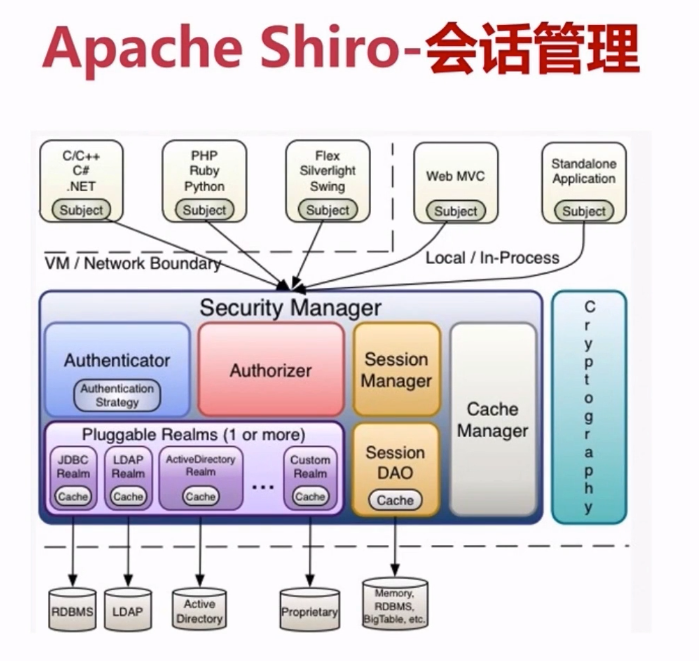 Apache Shiro-会话管理
C/C++
C#
.NET
Subject
PHP
Ruby
Python
Subject
Flex
Silverlight
Swing
Subject
Web MVC
Subject
Standalone
Application
Subject
VM / Network Boundary
Local / In-Process
Security Manager
Authenticator
Authentication
Strategy
Authorizer
Session
Manager
Cache
Manager
Cryptography
Pluggable Realms (1 or more)
JDBC
Realm
Cache
LDAP
Realm
Cache
ActiveDirectory
Realm
Cache
...
Custom
Realm
Cache
Session
DAO
Cache
RDBMS
LDAP
Active
Directory
Proprietary
Memory,
RDBMS,
BigTable, etc.